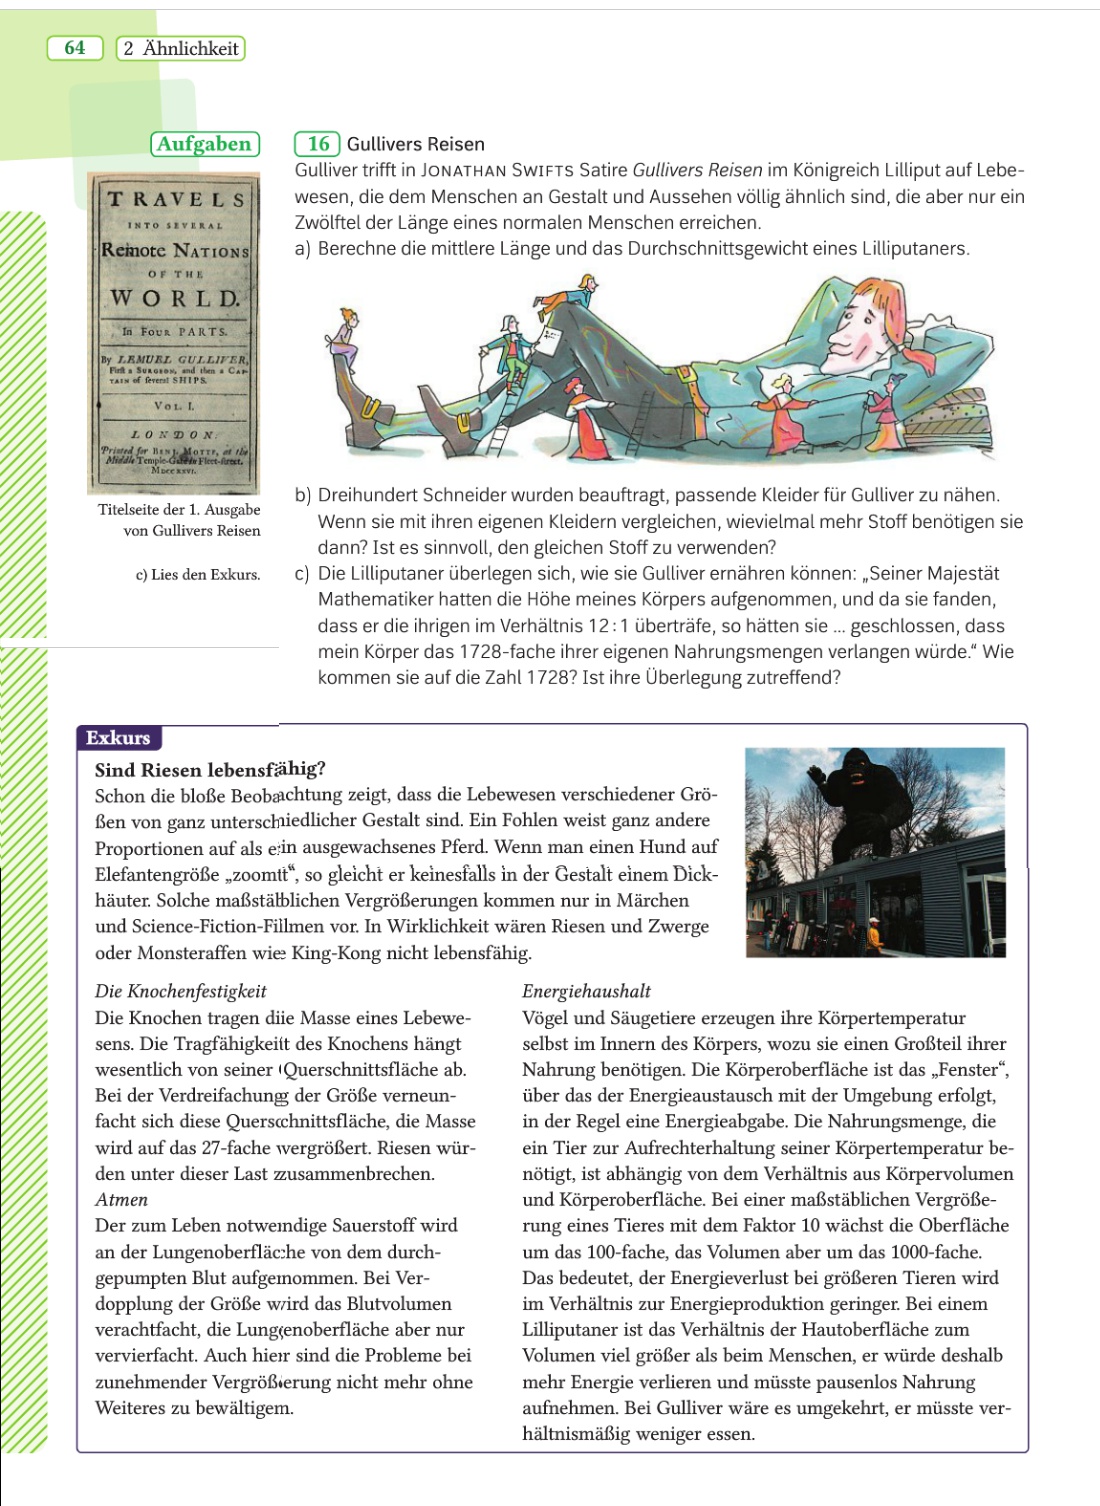 64
2 Ähnlichkeit
Aufgaben
TRAVELS
INTO SEVERAL
Remote NATIONS
OF THE
WORLD.
In FOUR PARTS.
By LEMUEL GULLIVER,
First a SURGEON, and then a CAP-
TAIN of several SHIPS.
VOL. I.
LONDON.
Printed for BENJ. MOTTE, at the
Middle Temple-Gate in Fleet-street.
MDCCXXVI.
Titelseite der 1. Ausgabe
von Gullivers Reisen
c) Lies den Exkurs.
16 Gullivers Reisen
Gulliver trifft in JONATHAN SWIFTS Satire Gullivers Reisen im Königreich Lilliput auf Lebe-
wesen, die dem Menschen an Gestalt und Aussehen völlig ähnlich sind, die aber nur ein
Zwölftel der Länge eines normalen Menschen erreichen.
a) Berechne die mittlere Länge und das Durchschnittsgewicht eines Lilliputaners.
b) Dreihundert Schneider wurden beauftragt, passende Kleider für Gulliver zu nähen.
Wenn sie mit ihren eigenen Kleidern vergleichen, wievielmal mehr Stoff benötigen sie
dann? Ist es sinnvoll, den gleichen Stoff zu verwenden?
c) Die Lilliputaner überlegen sich, wie sie Gulliver ernähren können: „Seiner Majestät
Mathematiker hatten die Höhe meines Körpers aufgenommen, und da sie fanden,
dass er die ihrigen im Verhältnis 12:1 überträfe, so hätten sie ... geschlossen, dass
mein Körper das 1728-fache ihrer eigenen Nahrungsmengen verlangen würde.“ Wie
kommen sie auf die Zahl 1728? Ist ihre Überlegung zutreffend?
Exkurs
Sind Riesen lebensfähig?
Schon die bloße Beobachtung zeigt, dass die Lebewesen verschiedener Grö-
ßen von ganz unterschiedlicher Gestalt sind. Ein Fohlen weist ganz andere
Proportionen auf als ein ausgewachsenes Pferd. Wenn man einen Hund auf
Elefantengröße „zoomt“, so gleicht er keinesfalls in der Gestalt einem Dick-
häuter. Solche maßstäblichen Vergrößerungen kommen nur in Märchen
und Science-Fiction-Filmen vor. In Wirklichkeit wären Riesen und Zwerge
oder Monsteraffen wie King-Kong nicht lebensfähig.
Die Knochenfestigkeit
Die Knochen tragen die Masse eines Lebewe-
sens. Die Tragfähigkeit des Knochens hängt
wesentlich von seiner Querschnittsfläche ab.
Bei der Verdreifachung der Größe verneun-
facht sich diese Querschnittsfläche, die Masse
wird auf das 27-fache vergrößert. Riesen wür-
den unter dieser Last zusammenbrechen.
Atmen
Der zum Leben notwendige Sauerstoff wird
an der Lungenoberfläche von dem durch-
gepumpten Blut aufgenommen. Bei Ver-
dopplung der Größe wird das Blutvolumen
verachtfacht, die Lungenoberfläche aber nur
vervierfacht. Auch hier sind die Probleme bei
zunehmender Vergrößerung nicht mehr ohne
Weiteres zu bewältigen.
Energiehaushalt
Vögel und Säugetiere erzeugen ihre Körpertemperatur
selbst im Innern des Körpers, wozu sie einen Großteil ihrer
Nahrung benötigen. Die Körperoberfläche ist das „Fenster“,
über das der Energieaustausch mit der Umgebung erfolgt,
in der Regel eine Energieabgabe. Die Nahrungsmenge, die
ein Tier zur Aufrechterhaltung seiner Körpertemperatur be-
nötigt, ist abhängig von dem Verhältnis aus Körpervolumen
und Körperoberfläche. Bei einer maßstäblichen Vergröße-
rung eines Tieres mit dem Faktor 10 wächst die Oberfläche
um das 100-fache, das Volumen aber um das 1000-fache.
Das bedeutet, der Energieverlust bei größeren Tieren wird
im Verhältnis zur Energieproduktion geringer. Bei einem
Lilliputaner ist das Verhältnis der Hautoberfläche zum
Volumen viel größer als beim Menschen, er würde deshalb
mehr Energie verlieren und müsste pausenlos Nahrung
aufnehmen. Bei Gulliver wäre es umgekehrt, er müsste ver-
hältnismäßig weniger essen.